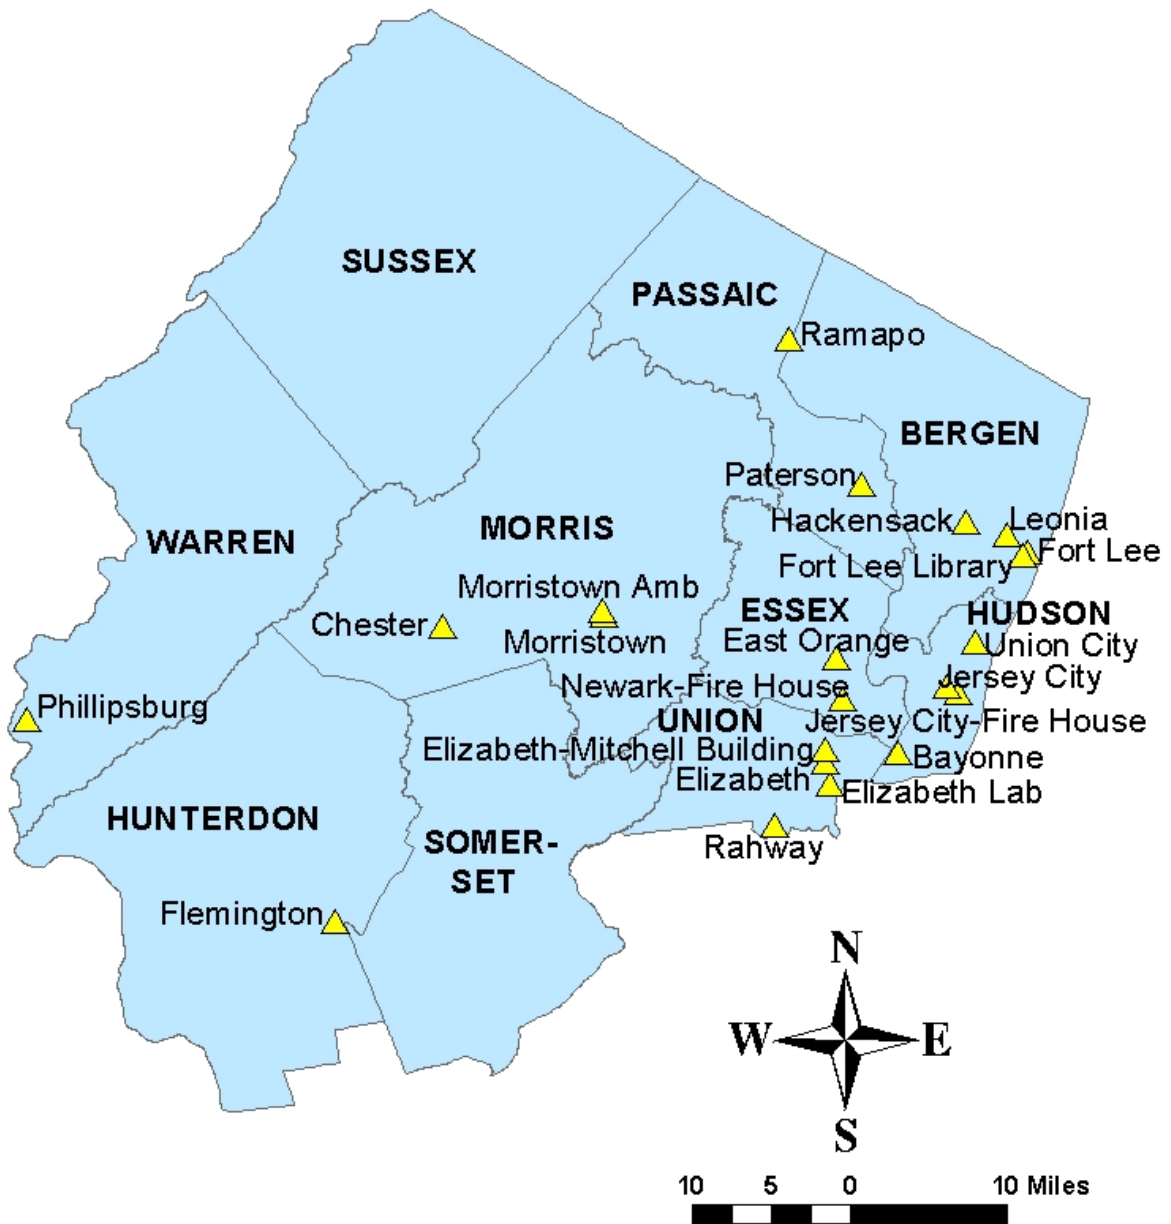 SUSSEX
PASSAIC
Ramapo
BERGEN
Paterson
Hackensack
Leonia
MORRIS
WARREN
Fort Lee
Fort Lee Library
Morristown Amb
ESSEX
HUDSON
Chester
Morristown
East Orange
Union City
Jersey City
Newark-Fire House
Phillipsburg
UNION
Jersey City-Fire House
Elizabeth-Mitchell Building
Bayonne
Elizabeth
Elizabeth Lab
HUNTERDON
SOMER-
SET
Rahway
Flemington
N
W
E
S
10 5 0 10 Miles